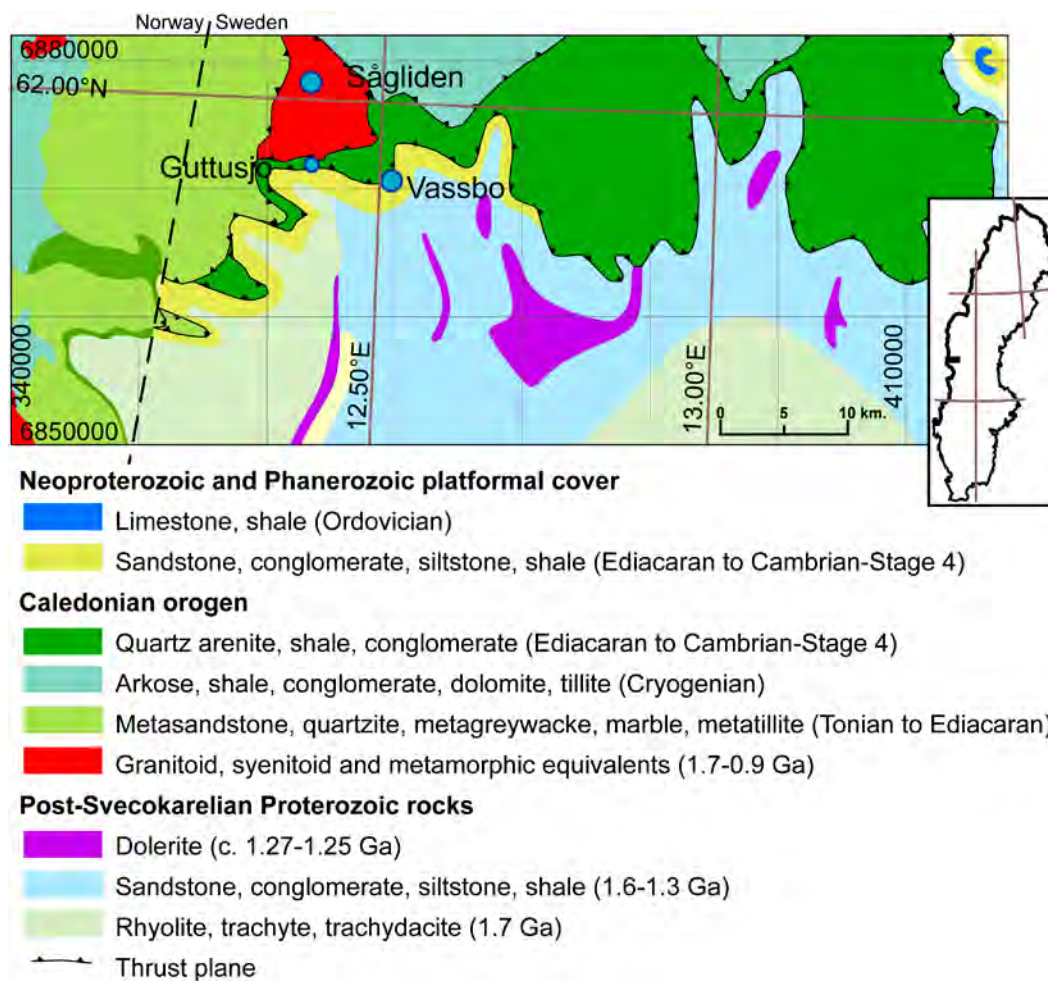 Norway Sweden
6880000
62.00°N
Sågliden
Guttusjö
Vassbo
340000
6850000
12.50°E
13.00°E
410000
0 5 10 km.
Neoproterozoic and Phanerozoic platformal cover
Limestone, shale (Ordovician)
Sandstone, conglomerate, siltstone, shale (Ediacaran to Cambrian-Stage 4)
Caledonian orogen
Quartz arenite, shale, conglomerate (Ediacaran to Cambrian-Stage 4)
Arkose, shale, conglomerate, dolomite, tillite (Cryogenian)
Metasandstone, quartzite, metagreywacke, marble, metatillite (Tonian to Ediacaran)
Granitoid, syenitoid and metamorphic equivalents (1.7-0.9 Ga)
Post-Svecokarelian Proterozoic rocks
Dolerite (c. 1.27-1.25 Ga)
Sandstone, conglomerate, siltstone, shale (1.6-1.3 Ga)
Rhyolite, trachyte, trachydacite (1.7 Ga)
Thrust plane